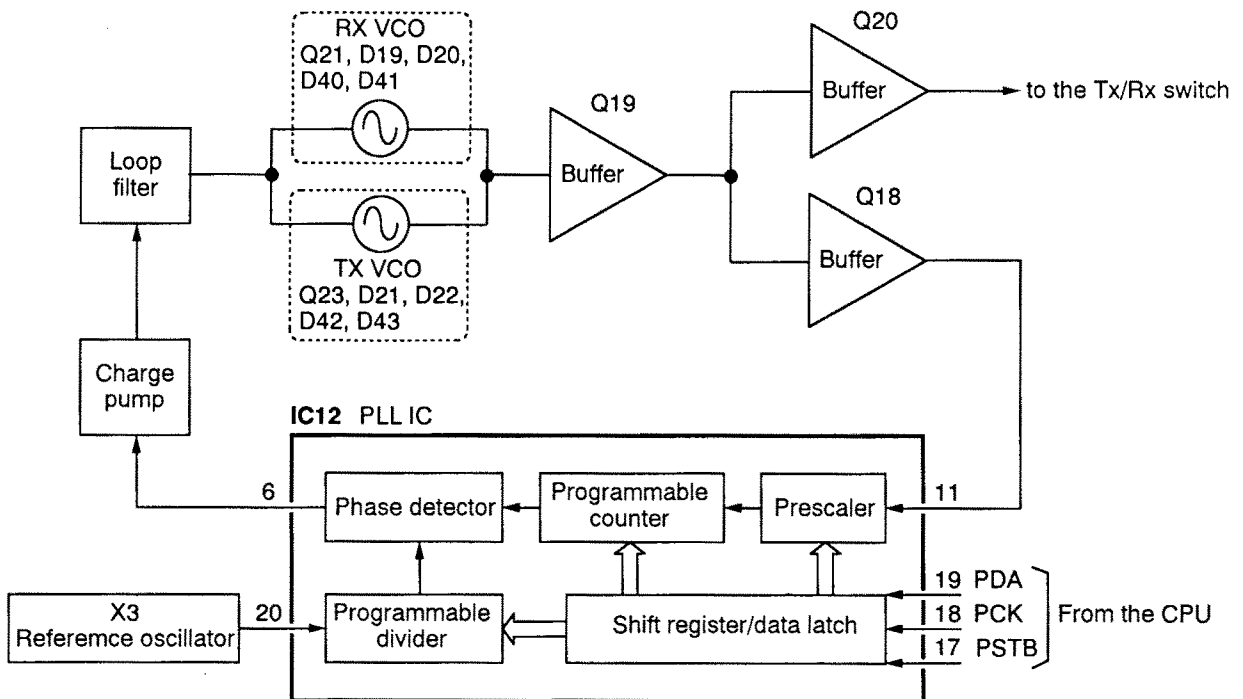 RX VCO
Q21, D19, D20,
D40, D41
Q20
Buffer
to the Tx/Rx switch
Q19
Buffer
Loop
filter
Q18
Buffer
TX VCO
Q23, D21, D22,
D42, D43
Charge
pump
IC12 PLL IC
6
Phase detector
Programmable
counter
Prescaler
11
X3
Referemce oscillator
20
Programmable
divider
Shift register/data latch
19 PDA
18 PCK
17 PSTB
From the CPU